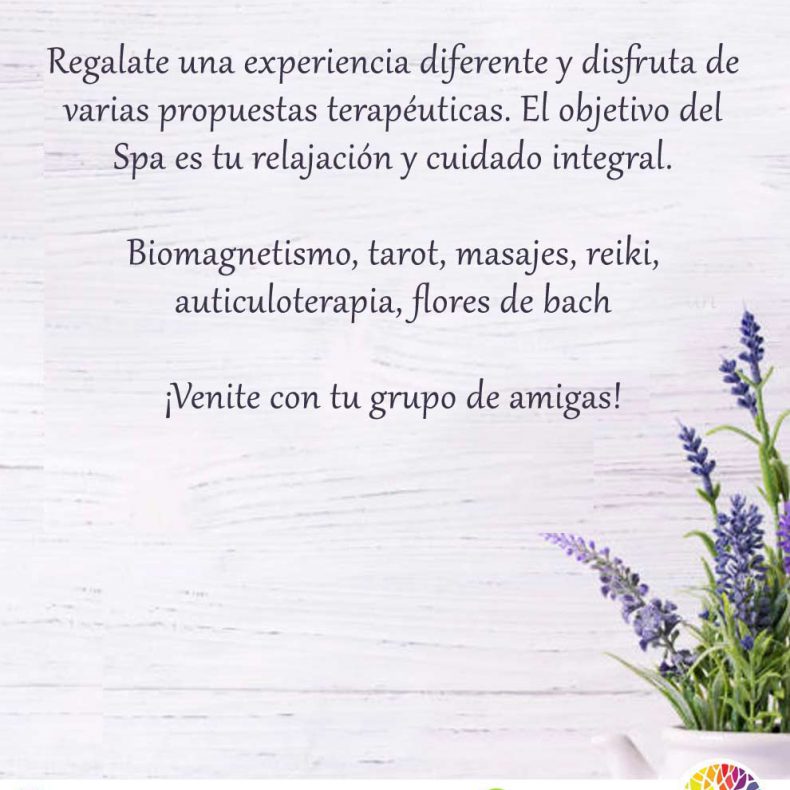 Regalate una experiencia diferente y disfruta de
varias propuestas terapéuticas. El objetivo del
Spa es tu relajación y cuidado integral.
Biomagnetismo, tarot, masajes, reiki,
auticuloterapia, flores de bach
¡Venite con tu grupo de amigas!